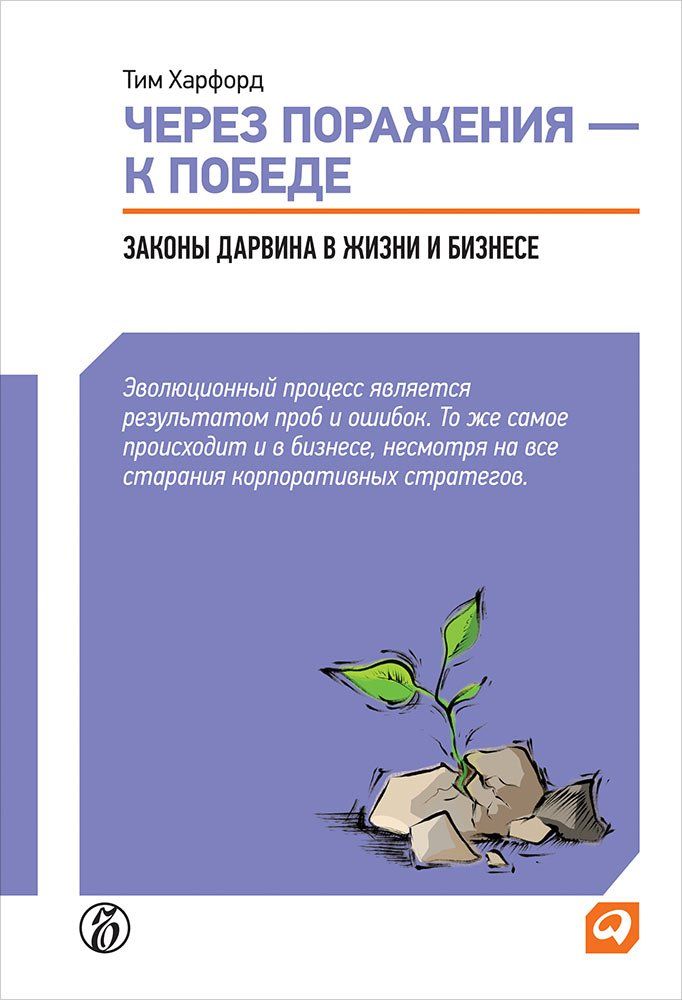 Тим Харфорд
ЧЕРЕЗ ПОРАЖЕНИЯ —
К ПОБЕДЕ
ЗАКОНЫ ДАРВИНА В ЖИЗНИ И БИЗНЕСЕ
Эволюционный процесс является
результатом проб и ошибок. То же самое
происходит и в бизнесе, несмотря на все
старания корпоративных стратегов.